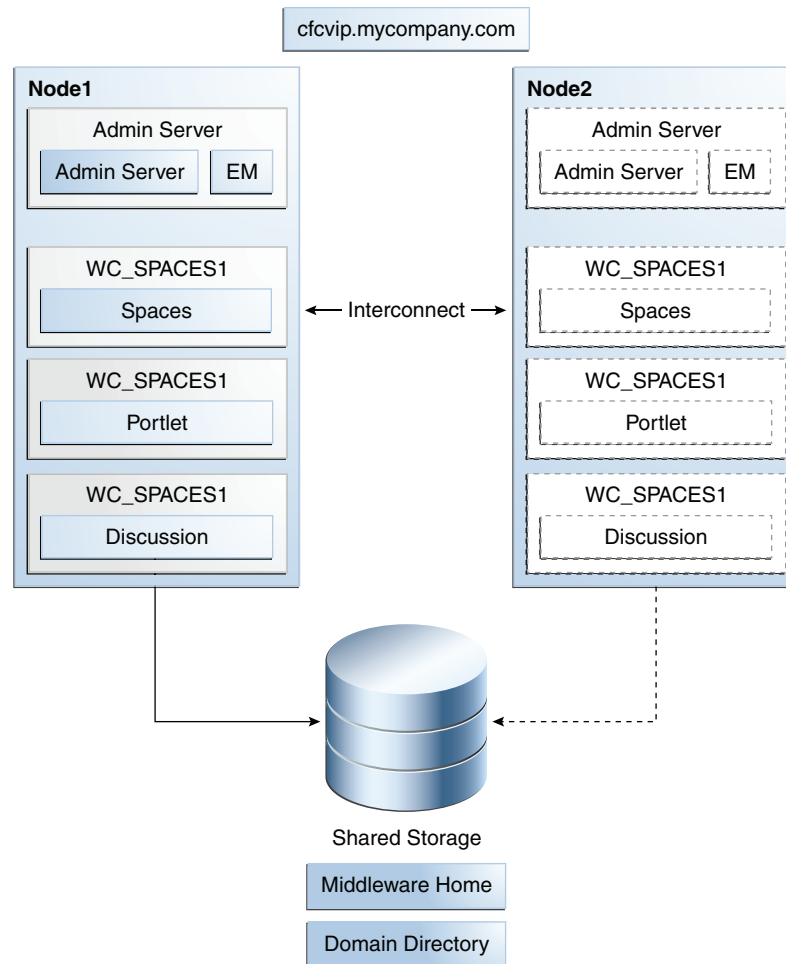 cfcvip.mycompany.com
Node1
Admin Server
Admin Server
EM
WC_SPACES1
Spaces
WC_SPACES1
Portlet
WC_SPACES1
Discussion
Interconnect
Node2
Admin Server
Admin Server
EM
WC_SPACES1
Spaces
WC_SPACES1
Portlet
WC_SPACES1
Discussion
Shared Storage
Middleware Home
Domain Directory